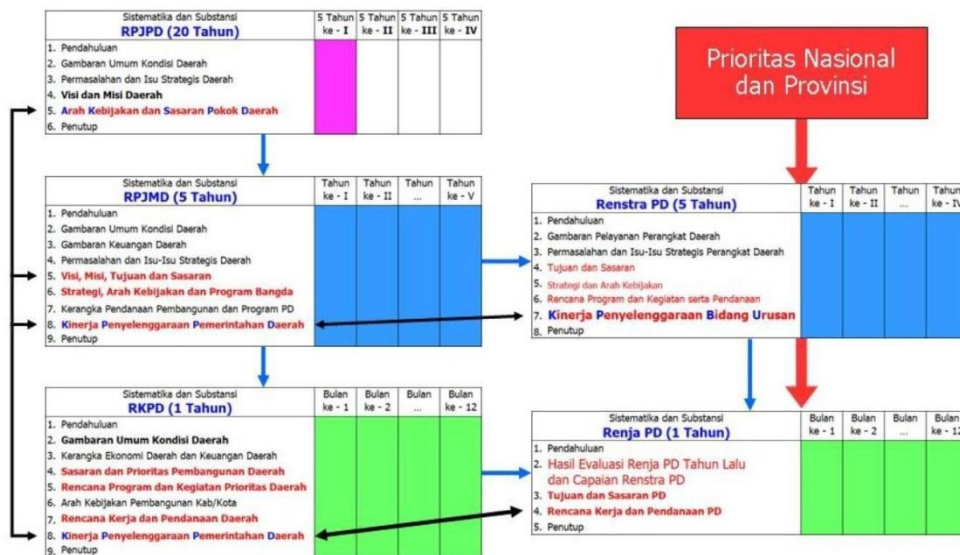 Sistematika dan Substansi
RPJPD (20 Tahun)
5 Tahun ke - I
5 Tahun ke - II
5 Tahun ke - III
5 Tahun ke - IV
1. Pendahuluan
2. Gambaran Umum Kondisi Daerah
3. Permasalahan dan Isu Strategis Daerah
4. Visi dan Misi Daerah
5. Arah Kebijakan dan Sasaran Pokok Daerah
6. Penutup
Prioritas Nasional
dan Provinsi
Sistematika dan Substansi
RPJMD (5 Tahun)
Tahun ke - I
Tahun ke - II
Tahun ...
Tahun ke - V
1. Pendahuluan
2. Gambaran Umum Kondisi Daerah
3. Gambaran Keuangan Daerah
4. Permasalahan dan Isu-Isu Strategis Daerah
5. Visi, Misi, Tujuan dan Sasaran
6. Strategi, Arah Kebijakan dan Program Bangda
7. Kerangka Pendanaan Pembangunan dan Program PD
8. Kinerja Penyelenggaraan Pemerintahan Daerah
9. Penutup
Sistematika dan Substansi
Renstra PD (5 Tahun)
Tahun ke - I
Tahun ke - II
Tahun ...
Tahun ke - IV
1. Pendahuluan
2. Gambaran Pelayanan Perangkat Daerah
3. Permasalahan dan Isu-Isu Strategis Perangkat Daerah
4. Tujuan dan Sasaran
5. Strategi dan Arah Kebijakan
6. Rencana Program dan Kegiatan serta Pendanaan
7. Kinerja Penyelenggaraan Bidang Urusan
8. Penutup
Sistematika dan Substansi
RKPD (1 Tahun)
Bulan ke - 1
Bulan ke - 2
Bulan ...
Bulan ke - 12
1. Pendahuluan
2. Gambaran Umum Kondisi Daerah
3. Kerangka Ekonomi Daerah dan Keuangan Daerah
4. Sasaran dan Prioritas Pembangunan Daerah
5. Rencana Program dan Kegiatan Prioritas Daerah
6. Arah Kebijakan Pembangunan Kab/Kota
7. Rencana Kerja dan Pendanaan Daerah
8. Kinerja Penyelenggaraan Pemerintahan Daerah
9. Penutup
Sistematika dan Substansi
Renja PD (1 Tahun)
Bulan ke - 1
Bulan ke - 2
Bulan ...
Bulan ke - 12
1. Pendahuluan
2. Hasil Evaluasi Renja PD Tahun Lalu
dan Capaian Renstra PD
3. Tujuan dan Sasaran PD
4. Rencana Kerja dan Pendanaan PD
5. Penutup